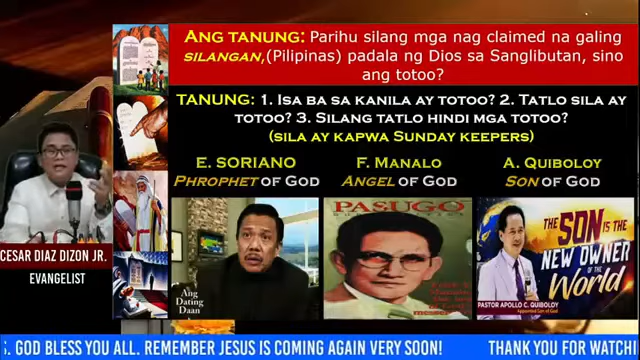 ANG TANUNG: Parihu silang mga nag claimed na galing
SILANGAN,(Pilipinas) padala ng Dios sa Sanglibutan, sino
ang totoo?
TANUNG: 1. ISA BA SA KANILA AY TOTOO? 2. TATLO SILA AY
TOTOO? 3. SILANG TATLO HINDI MGA TOTOO?
(SILA AY KAPWA SUNDAY KEEPERS)
E. SORIANO
PHROPHET OF GOD
F. MANALO
ANGEL OF GOD
A. QUIBOLOY
SON OF GOD
CESAR DIAZ DIZON JR.
EVANGELIST
Ang
Dating
Daan
PASUGO
THE SON IS THE
NEW OWNER
OF THE
World
PASTOR APOLLO C. QUIBOLOY
Appointed Son of God
S. GOD BLESS YOU ALL. REMEMBER JESUS IS COMING AGAIN VERY SOON!
THANK YOU FOR WATCHI